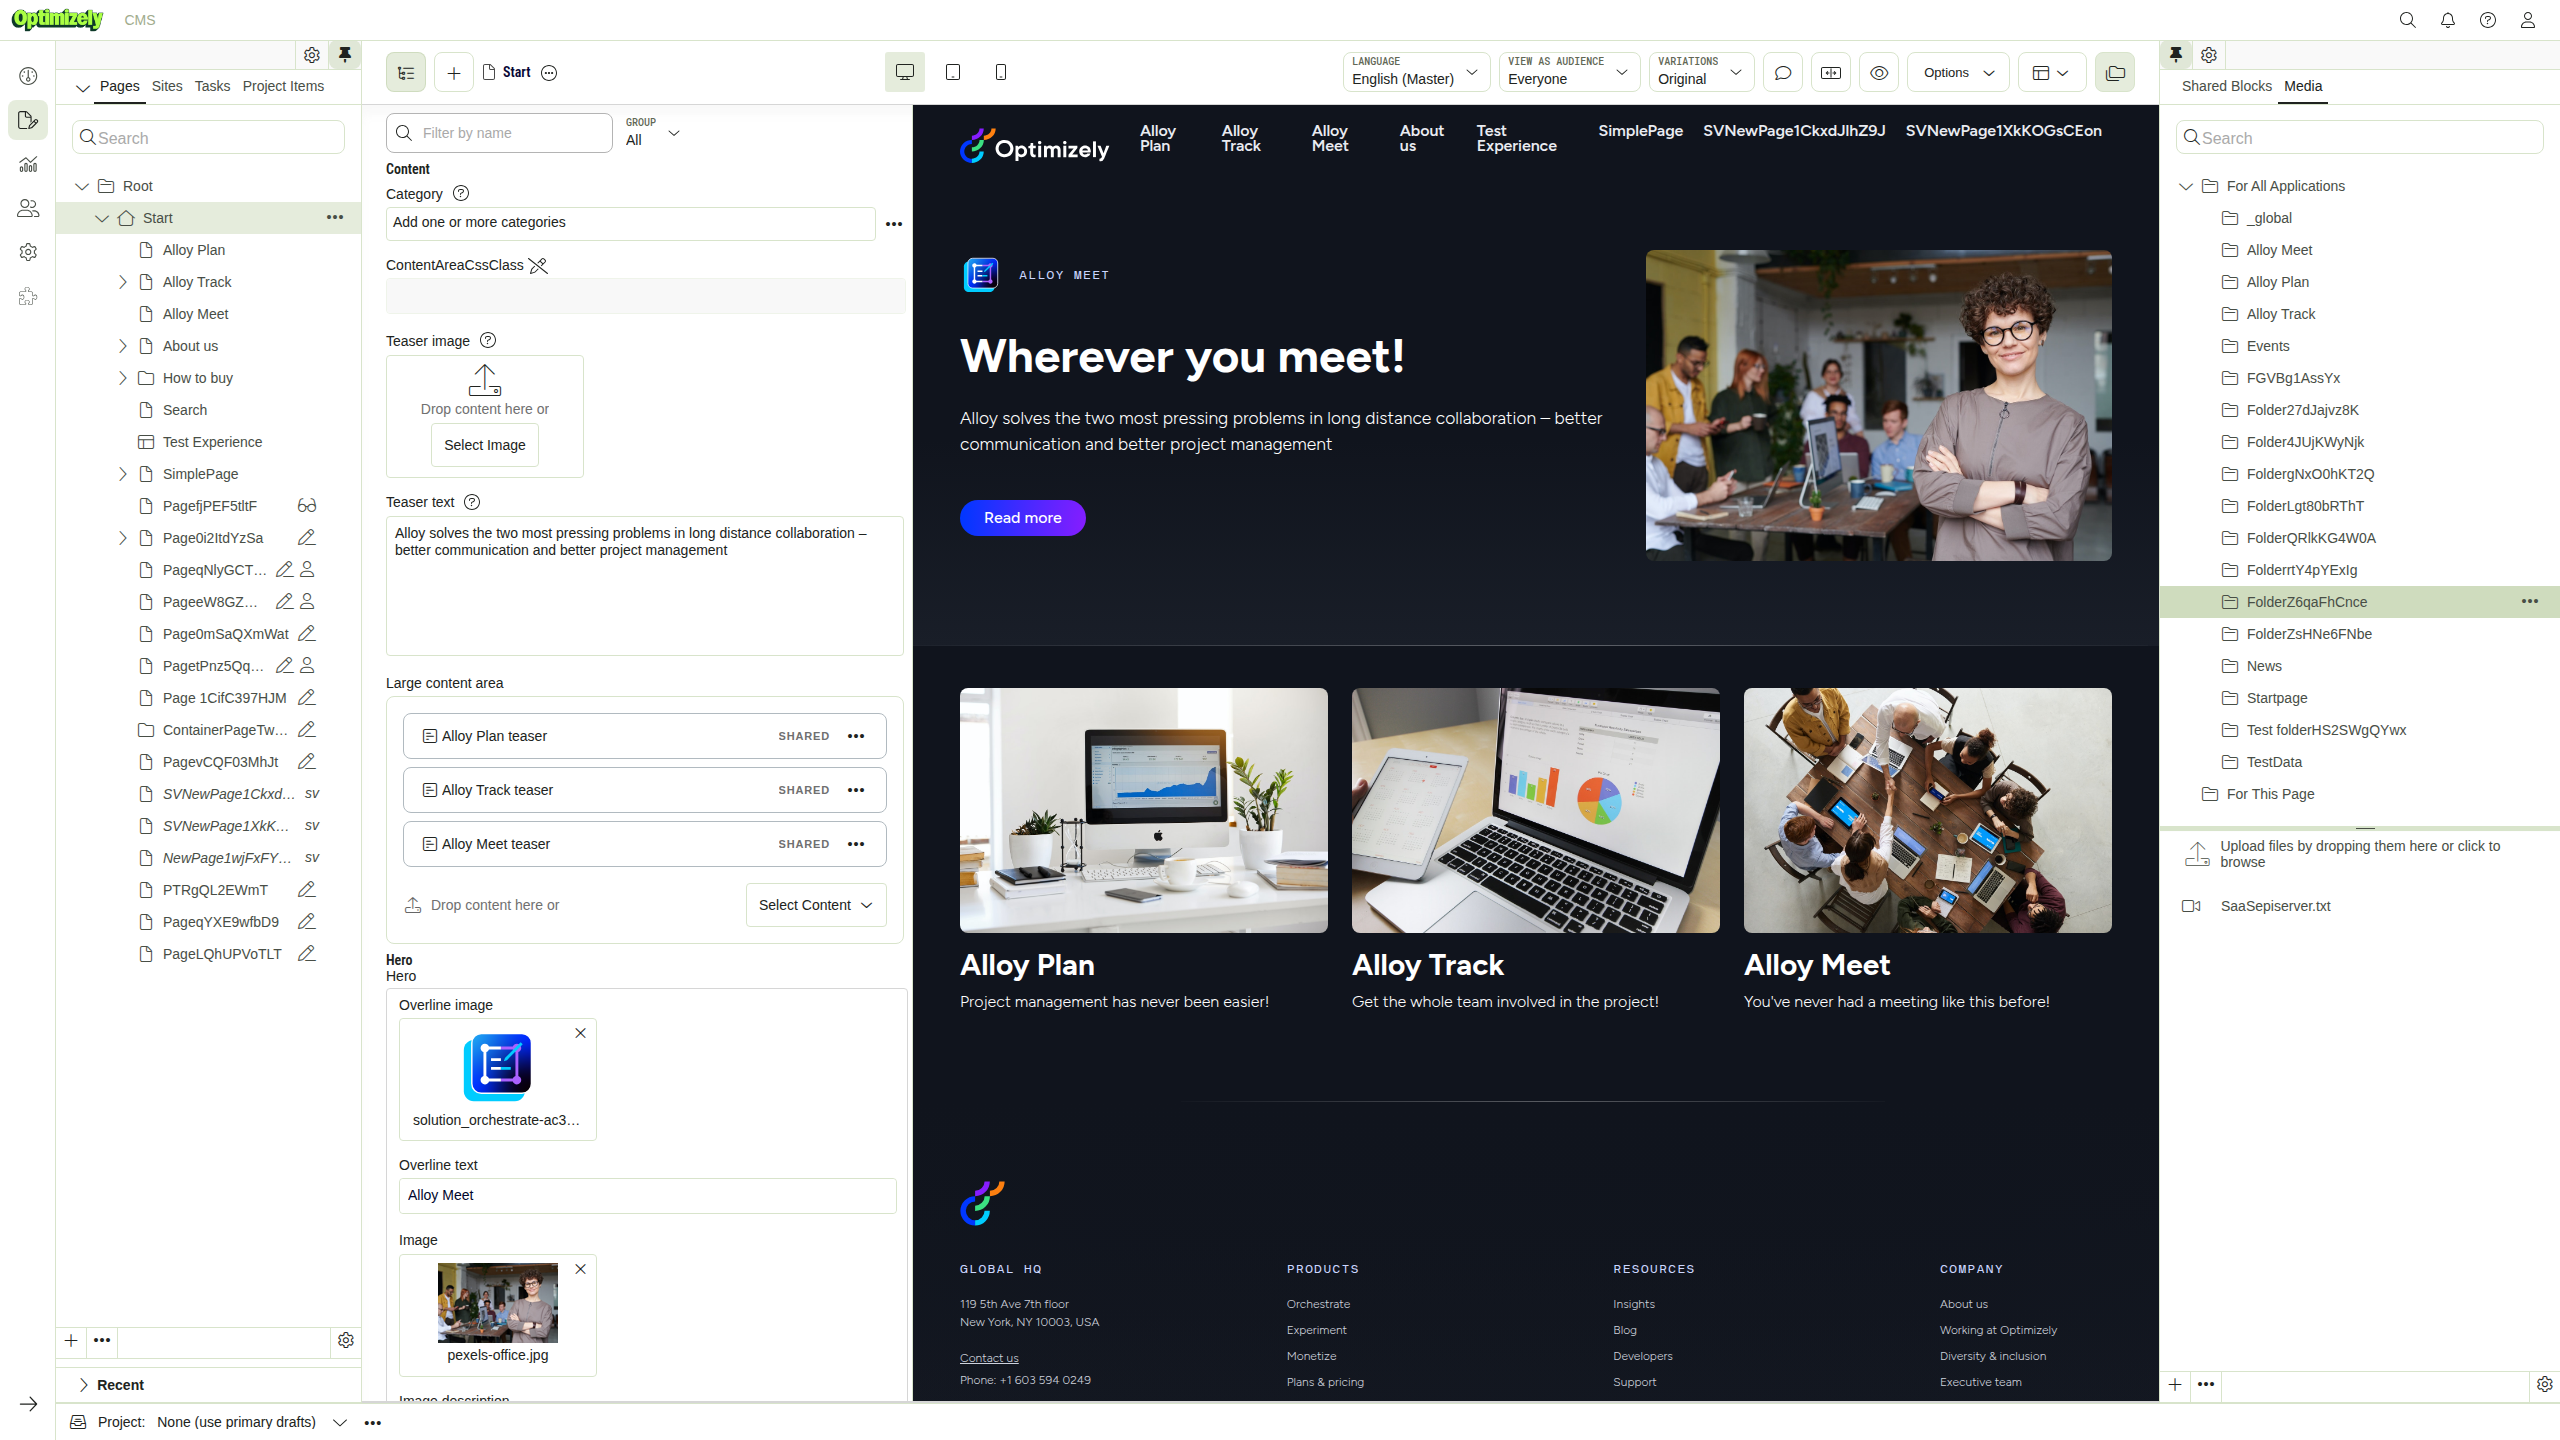 Optimizely CMS
Pages Sites Tasks Project Items
Search
Root
Start
Alloy Plan
Alloy Track
Alloy Meet
About us
How to buy
Search
Test Experience
SimplePage
PagefjPEF5tltF
Page0i2ItdYzSa
PageqNlyGCT...
PageeW8GZ...
Page0mSaQXmWat
PagetPnz5Qq...
Page 1CifC397HJM
ContainerPageTw...
PagevCQF03MhJt
SVNewPage1Ckxd... sv
SVNewPage1XkK... sv
NewPage1wjFxFY... sv
PTRgQL2EWmT
PageqYXE9wfbD9
PageLQhUPVoTLT
Recent
Project: None (use primary drafts)
Start
LANGUAGE
English (Master)
VIEW AS AUDIENCE
Everyone
VARIATIONS
Original
Options
Filter by name
GROUP
All
Content
Category
Add one or more categories
ContentAreaCssClass
Teaser image
Drop content here or
Select Image
Teaser text
Alloy solves the two most pressing problems in long distance collaboration –
better communication and better project management
Large content area
Alloy Plan teaser SHARED
Alloy Track teaser SHARED
Alloy Meet teaser SHARED
Drop content here or Select Content
Hero
Hero
Overline image
solution_orchestrate-ac3...
Overline text
Alloy Meet
Image
pexels-office.jpg
Image description
Optimizely
Alloy Plan
Alloy Track
Alloy Meet
About us
Test Experience
SimplePage
SVNewPage1CkxdJlhZ9J
SVNewPage1XkKOGsCEon
ALLOY MEET
Wherever you meet!
Alloy solves the two most pressing problems in long distance collaboration – better
communication and better project management
Read more
Alloy Plan
Project management has never been easier!
Alloy Track
Get the whole team involved in the project!
Alloy Meet
You've never had a meeting like this before!
GLOBAL HQ
119 5th Ave 7th floor
New York, NY 10003, USA
Contact us
Phone: +1 603 594 0249
PRODUCTS
Orchestrate
Experiment
Monetize
Plans & pricing
RESOURCES
Insights
Blog
Developers
Support
COMPANY
About us
Working at Optimizely
Diversity & inclusion
Executive team
Shared Blocks Media
Search
For All Applications
_global
Alloy Meet
Alloy Plan
Alloy Track
Events
FGVBg1AssYx
Folder27dJajvz8K
Folder4JUjKWyNjk
FoldergNxO0hKT2Q
FolderLgt80bRThT
FolderQRlkKG4W0A
FolderrtY4pYExIg
FolderZ6qaFhCnce
FolderZsHNe6FNbe
News
Startpage
Test folderHS2SWgQYwx
TestData
For This Page
Upload files by dropping them here or click to
browse
SaaSepiserver.txt